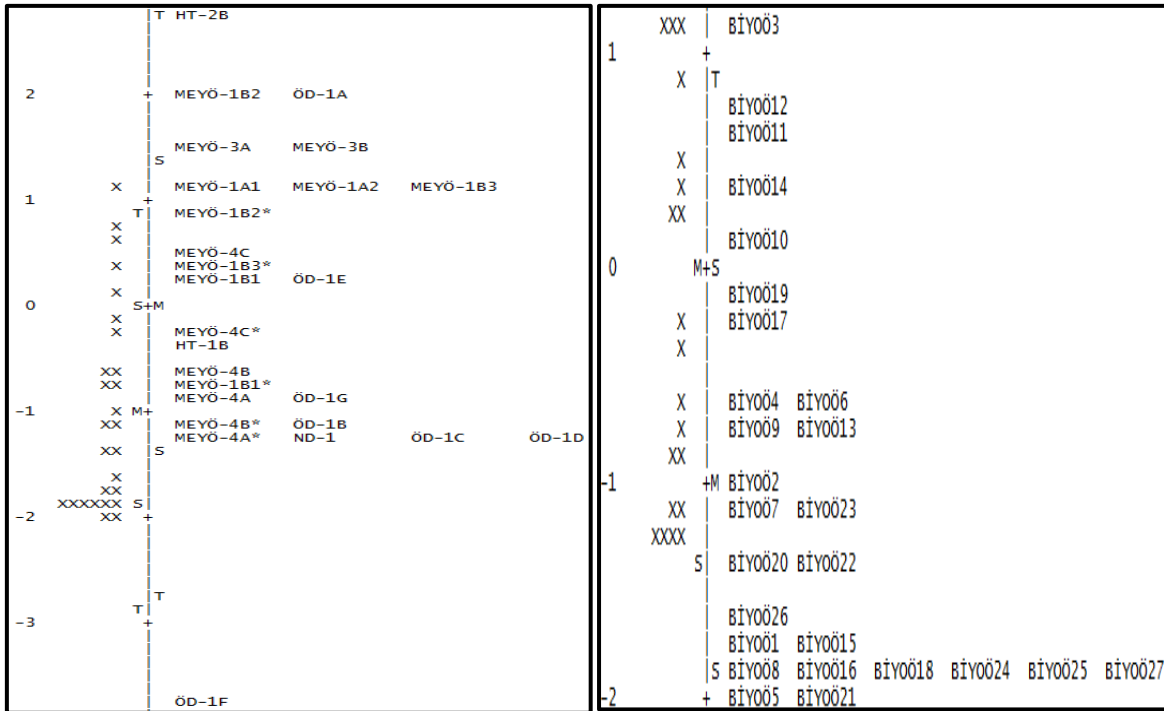 T HT-2B
2 + MEYÖ-1B2 ÖD-1A
MEYÖ-3A MEYÖ-3B
S
X MEYÖ-1A1 MEYÖ-1A2 MEYÖ-1B3
1 +
T MEYÖ-1B2*
X
X
MEYÖ-4C
X MEYÖ-1B3*
MEYÖ-1B1 ÖD-1E
X
0 S+M
X
X MEYÖ-4C*
HT-1B
XX MEYÖ-4B
XX MEYÖ-1B1*
MEYÖ-4A ÖD-1G
-1 X M+
XX MEYÖ-4B* ÖD-1B
MEYÖ-4A* ND-1 ÖD-1C ÖD-1D
XX S
X
XX
XXXXXX S
-2 XX +
T
T
-3 +
ÖD-1F
XXX BİYOÖ3
1 +
X T
BİYOÖ12
BİYOÖ11
X
X BİYOÖ14
XX
BİYOÖ10
0 M+S
BİYOÖ19
X BİYOÖ17
X
X BİYOÖ4 BİYOÖ6
X BİYOÖ9 BİYOÖ13
XX
-1 +M BİYOÖ2
XX BİYOÖ7 BİYOÖ23
XXXX
S BİYOÖ20 BİYOÖ22
BİYOÖ26
BİYOÖ1 BİYOÖ15
S BİYOÖ8 BİYOÖ16 BİYOÖ18 BİYOÖ24 BİYOÖ25 BİYOÖ27
-2 + BİYOÖ5 BİYOÖ21